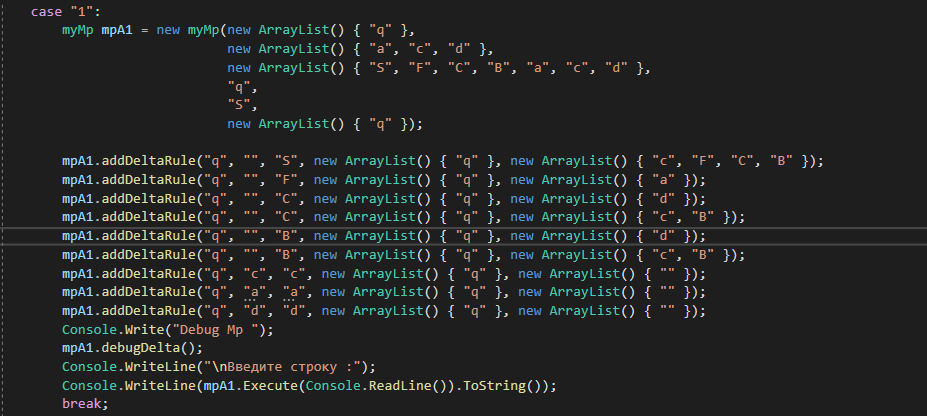 case "1":
myMp mpA1 = new myMp(new ArrayList() { "q" },
new ArrayList() { "a", "c", "d" },
new ArrayList() { "S", "F", "C", "B", "a", "c", "d" },
"q",
"S",
new ArrayList() { "q" });
mpA1.addDeltaRule("q", "", "S", new ArrayList() { "q" }, new ArrayList() { "c", "F", "C", "B" });
mpA1.addDeltaRule("q", "", "F", new ArrayList() { "q" }, new ArrayList() { "a" });
mpA1.addDeltaRule("q", "", "C", new ArrayList() { "q" }, new ArrayList() { "d" });
mpA1.addDeltaRule("q", "", "C", new ArrayList() { "q" }, new ArrayList() { "c", "B" });
mpA1.addDeltaRule("q", "", "B", new ArrayList() { "q" }, new ArrayList() { "d" });
mpA1.addDeltaRule("q", "", "B", new ArrayList() { "q" }, new ArrayList() { "c", "B" });
mpA1.addDeltaRule("q", "c", "c", new ArrayList() { "q" }, new ArrayList() { "" });
mpA1.addDeltaRule("q", "a", "a", new ArrayList() { "q" }, new ArrayList() { "" });
mpA1.addDeltaRule("q", "d", "d", new ArrayList() { "q" }, new ArrayList() { "" });
Console.Write("Debug Mp ");
mpA1.debugDelta();
Console.WriteLine("\nВведите строку :");
Console.WriteLine(mpA1.Execute(Console.ReadLine()).ToString());
break;